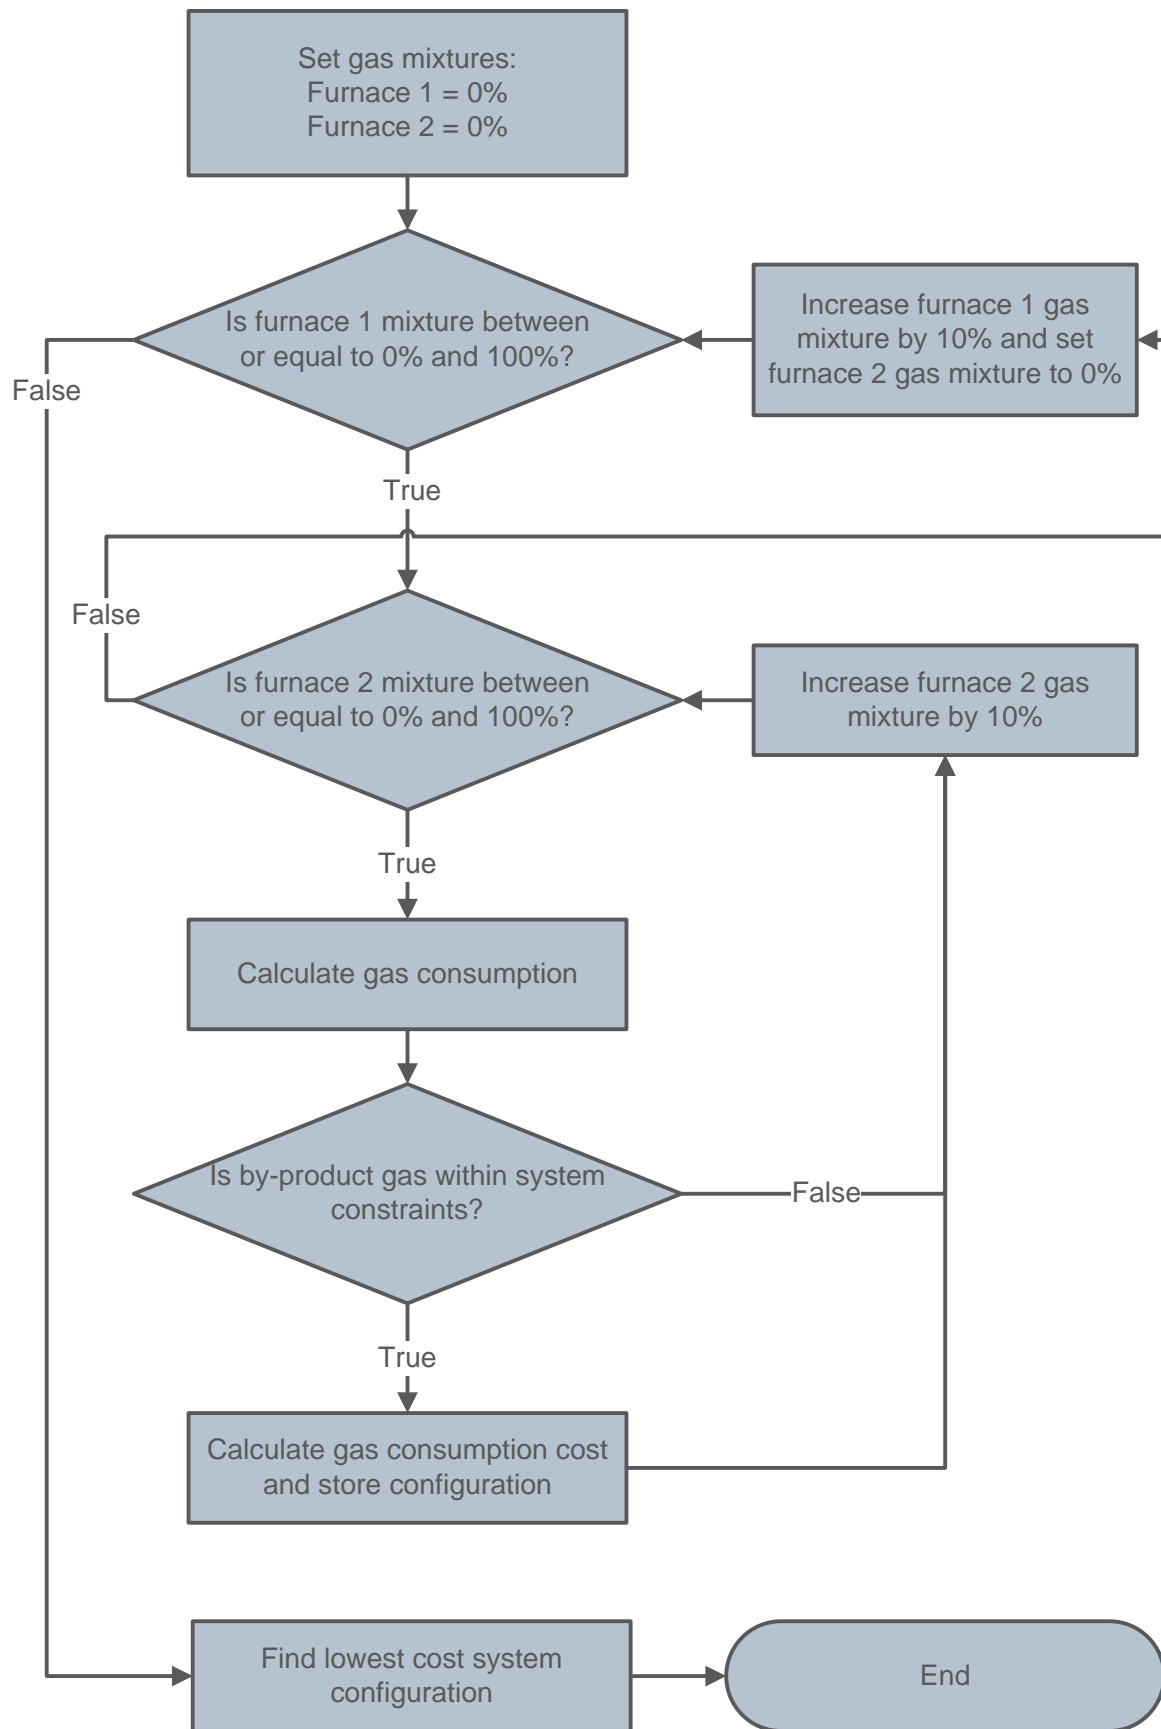 Set gas mixtures:
Furnace 1 = 0%
Furnace 2 = 0%
Is furnace 1 mixture between
or equal to 0% and 100%?
Increase furnace 1 gas
mixture by 10% and set
furnace 2 gas mixture to 0%
False
True
False
Is furnace 2 mixture between
or equal to 0% and 100%?
Increase furnace 2 gas
mixture by 10%
True
Calculate gas consumption
Is by-product gas within system
constraints?
False
True
Calculate gas consumption cost
and store configuration
Find lowest cost system
configuration
End